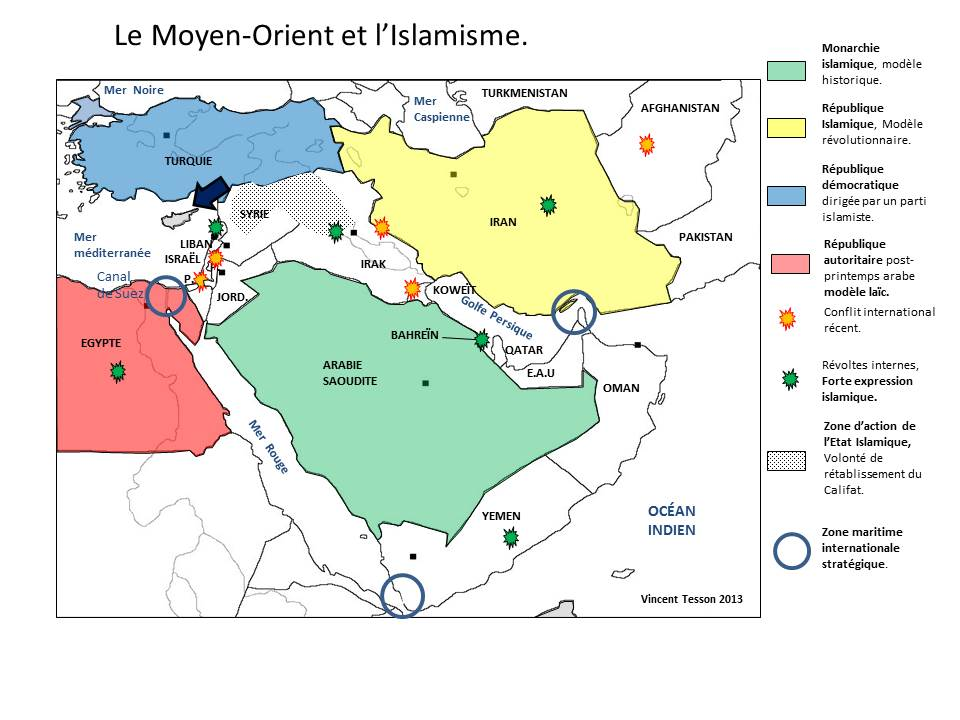 Le Moyen-Orient et l’Islamisme.
Mer Noire
Mer
Caspienne
TURKMENISTAN
AFGHANISTAN
TURQUIE
SYRIE
IRAN
PAKISTAN
Mer
méditerranée
LIBAN
ISRAËL
IRAK
Canal
de Suez
P.
JORD.
KOWEÏT
Golfe Persique
BAHREÏN
QATAR
EGYPTE
ARABIE
SAOUDITE
E.A.U
OMAN
Mer Rouge
YEMEN
OCÉAN
INDIEN
Vincent Tesson 2013
Monarchie
islamique, modèle
historique.
République
Islamique, Modèle
révolutionnaire.
République
démocratique
dirigée par un parti
islamiste.
République
autoritaire post-
printemps arabe
modèle laïc.
Conflit international
récent.
Révoltes internes,
Forte expression
islamique.
Zone d’action de
l’Etat Islamique,
Volonté de
rétablissement du
Califat.
Zone maritime
internationale
stratégique.